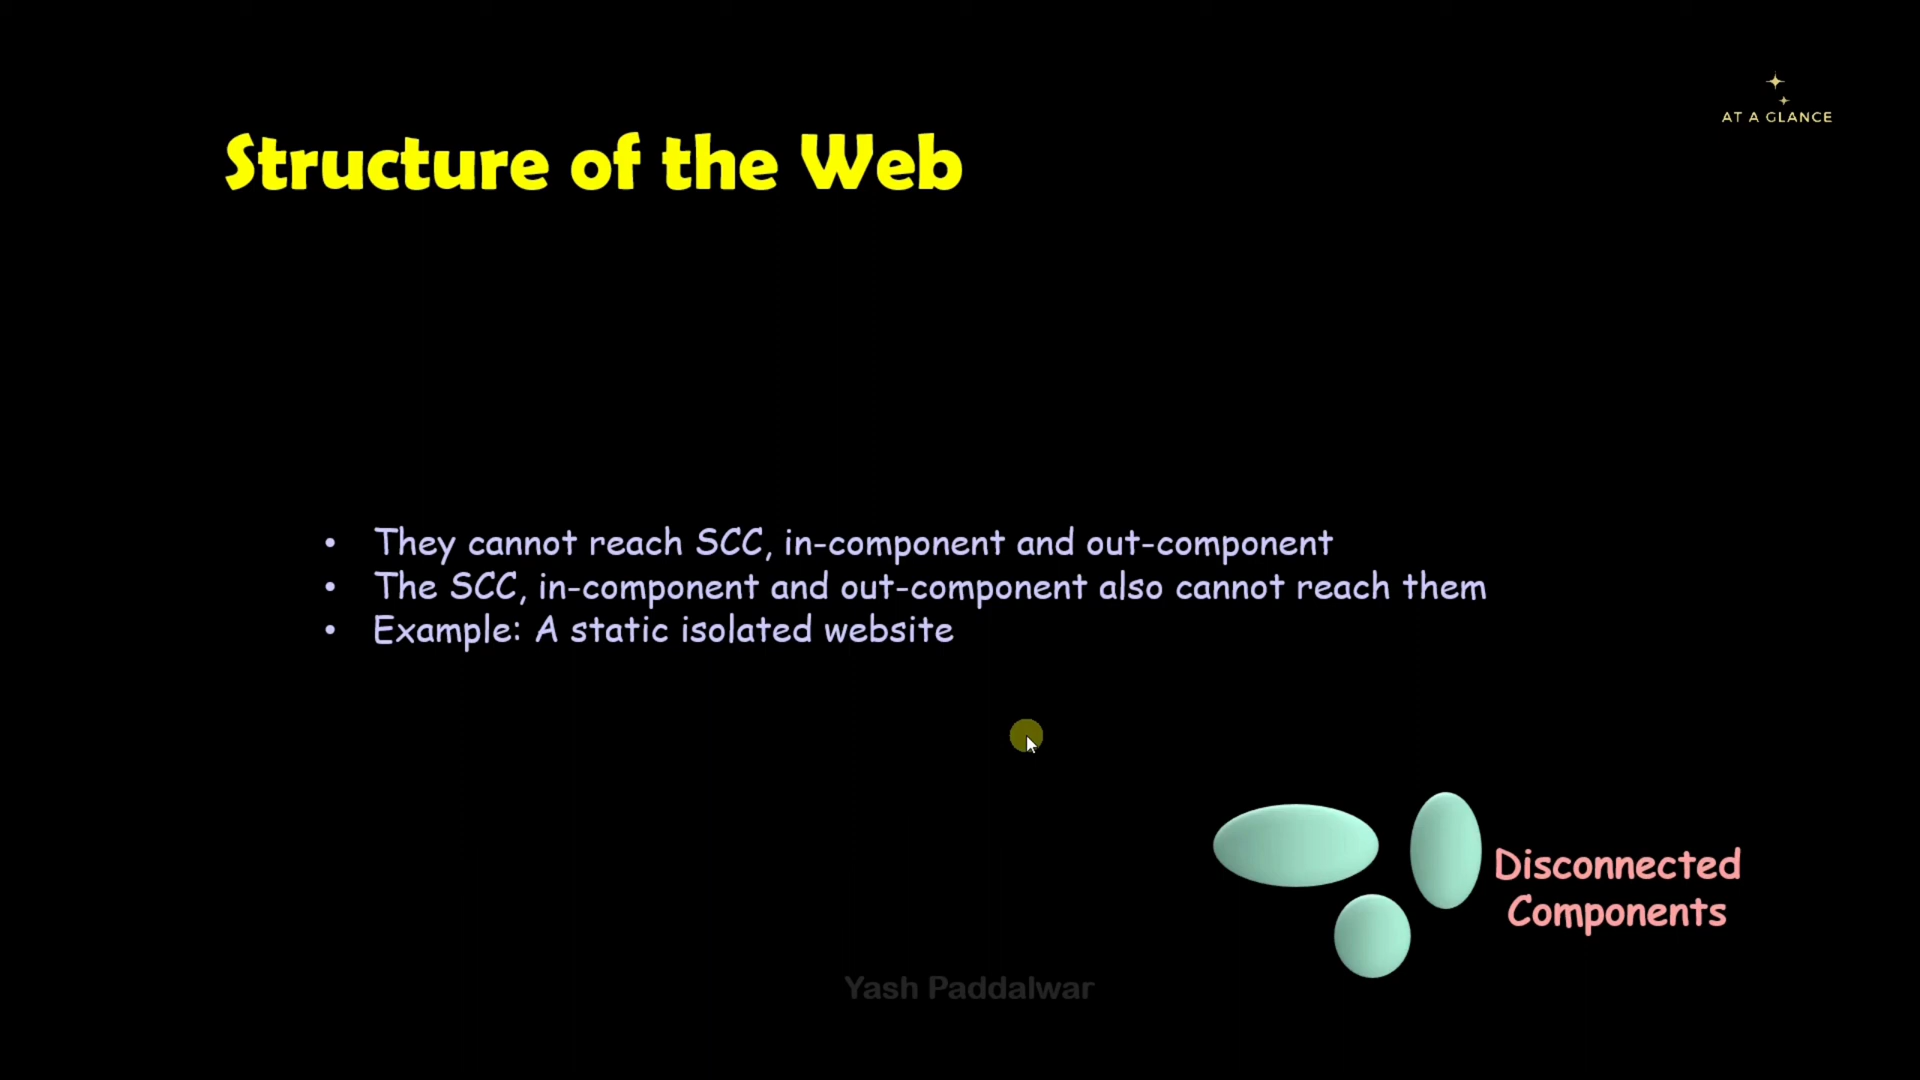 AT A GLANCE
Structure of the Web
• They cannot reach SCC, in-component and out-component
• The SCC, in-component and out-component also cannot reach them
• Example: A static isolated website
Disconnected
Components
Yash Paddalwar